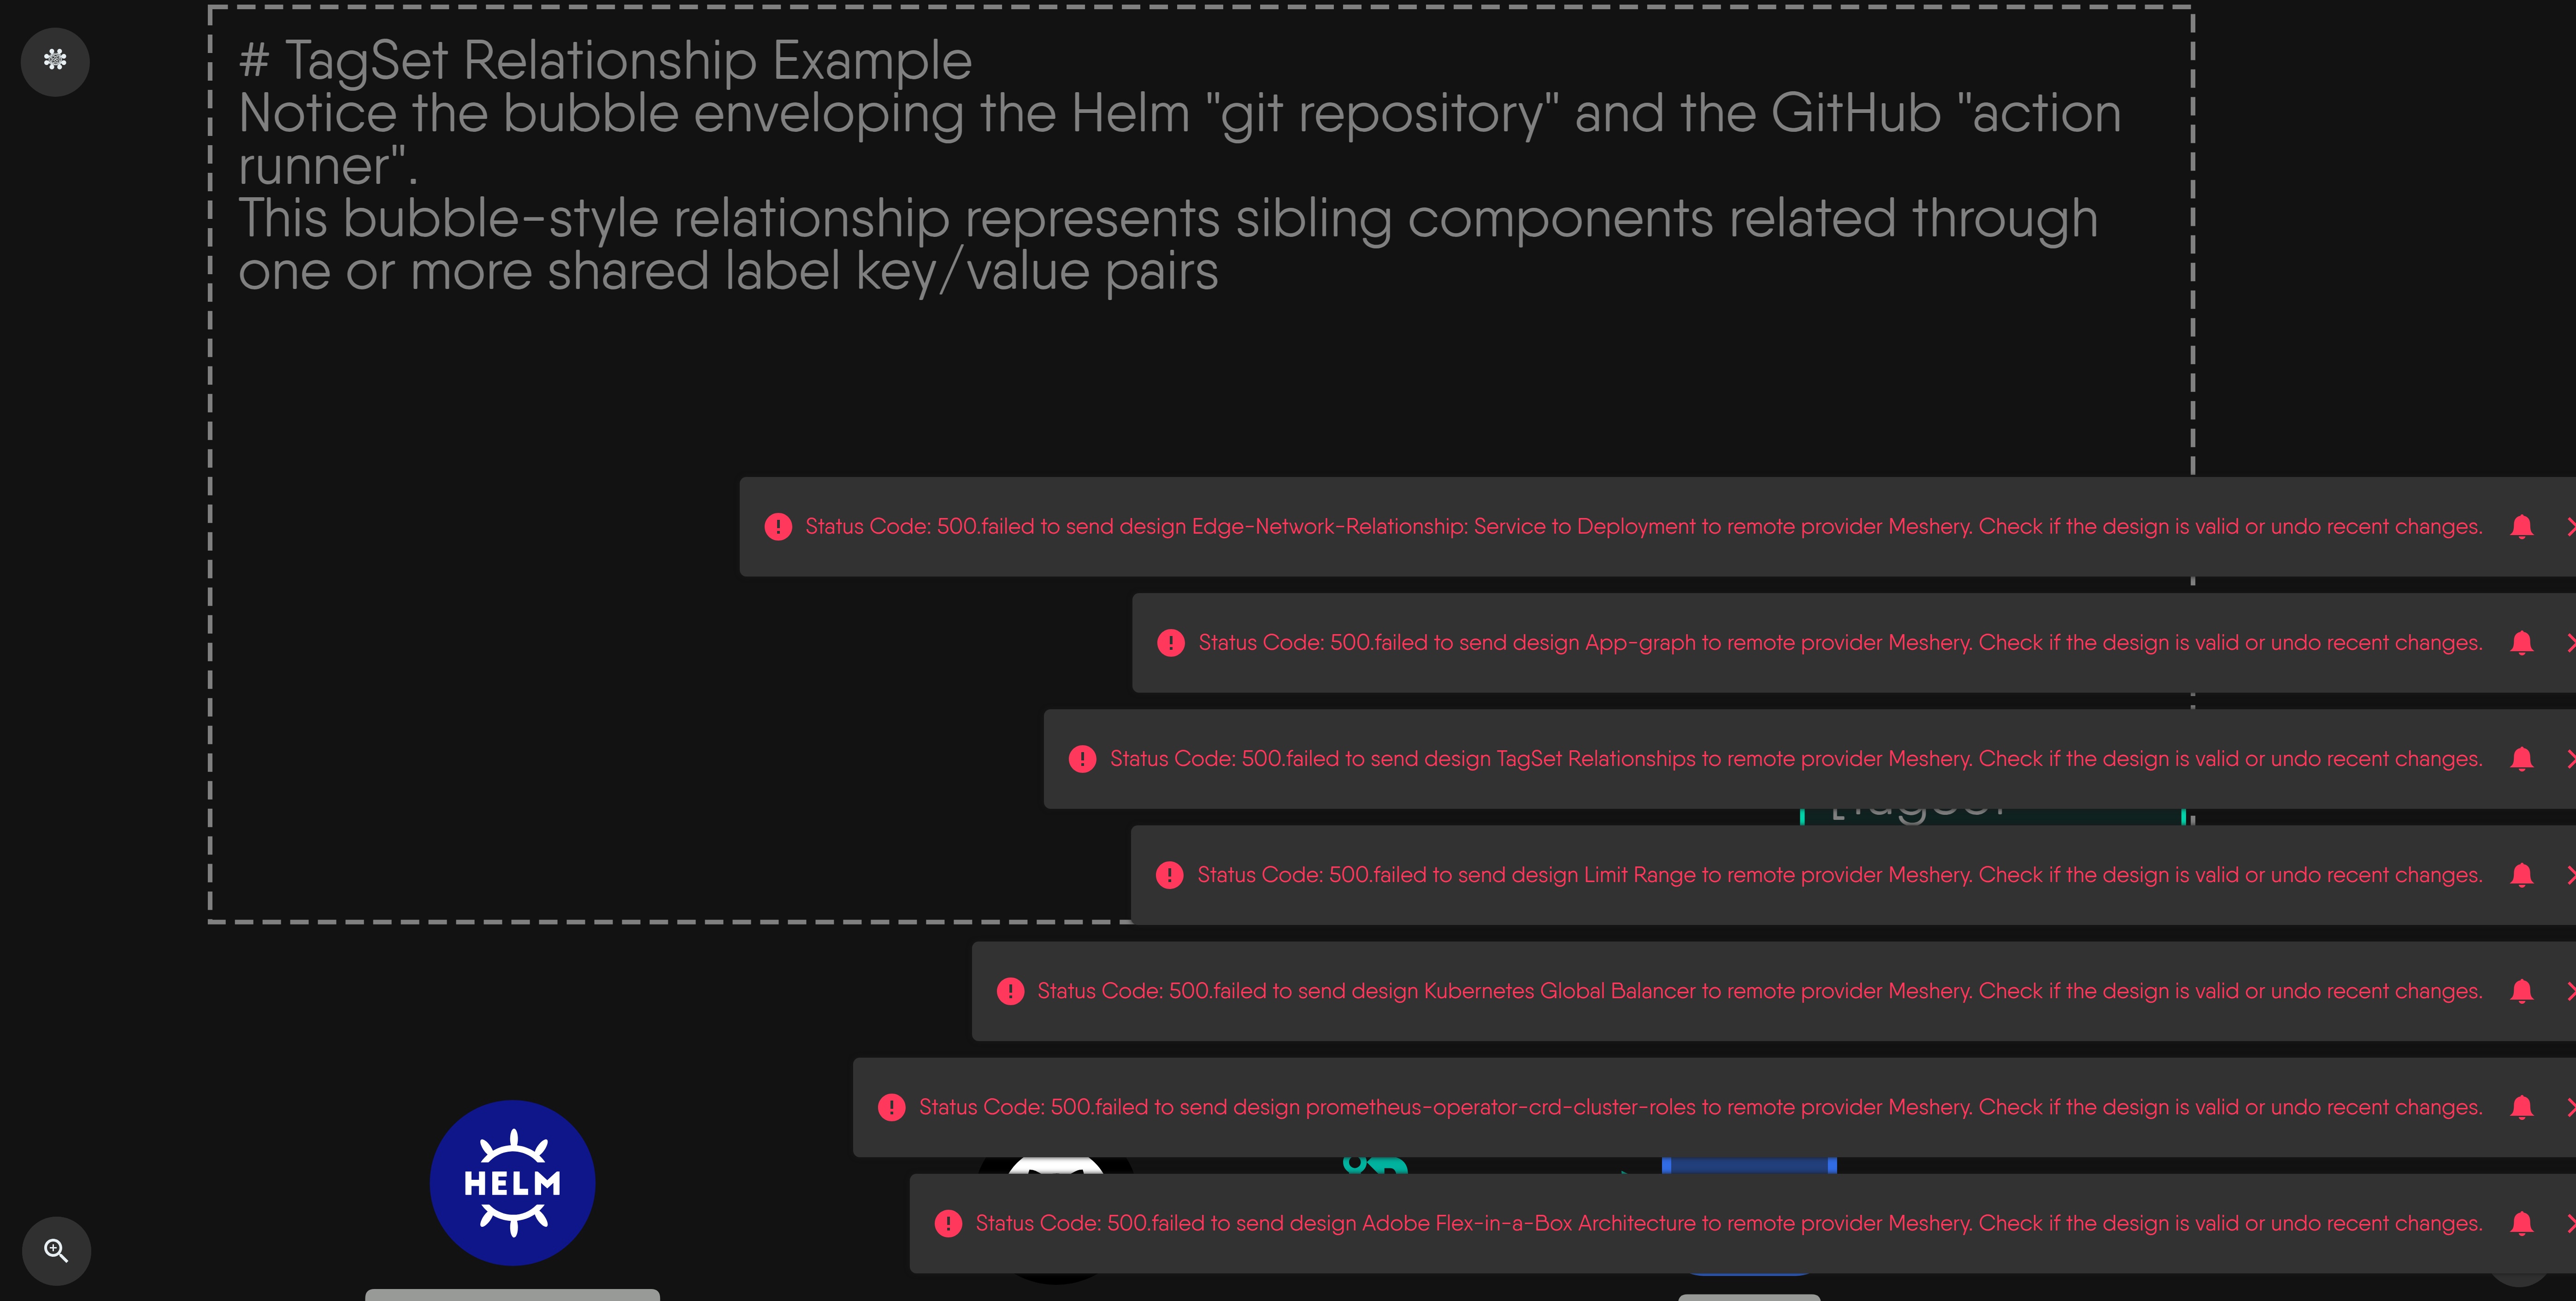 # TagSet Relationship Example
Notice the bubble enveloping the Helm "git repository" and the GitHub "action
runner".
This bubble-style relationship represents sibling components related through
one or more shared label key/value pairs
Status Code: 500.failed to send design Edge-Network-Relationship: Service to Deployment to remote provider Meshery. Check if the design is valid or undo recent changes.
Status Code: 500.failed to send design App-graph to remote provider Meshery. Check if the design is valid or undo recent changes.
Status Code: 500.failed to send design TagSet Relationships to remote provider Meshery. Check if the design is valid or undo recent changes.
Status Code: 500.failed to send design Limit Range to remote provider Meshery. Check if the design is valid or undo recent changes.
Status Code: 500.failed to send design Kubernetes Global Balancer to remote provider Meshery. Check if the design is valid or undo recent changes.
Status Code: 500.failed to send design prometheus-operator-crd-cluster-roles to remote provider Meshery. Check if the design is valid or undo recent changes.
HELM
Status Code: 500.failed to send design Adobe Flex-in-a-Box Architecture to remote provider Meshery. Check if the design is valid or undo recent changes.